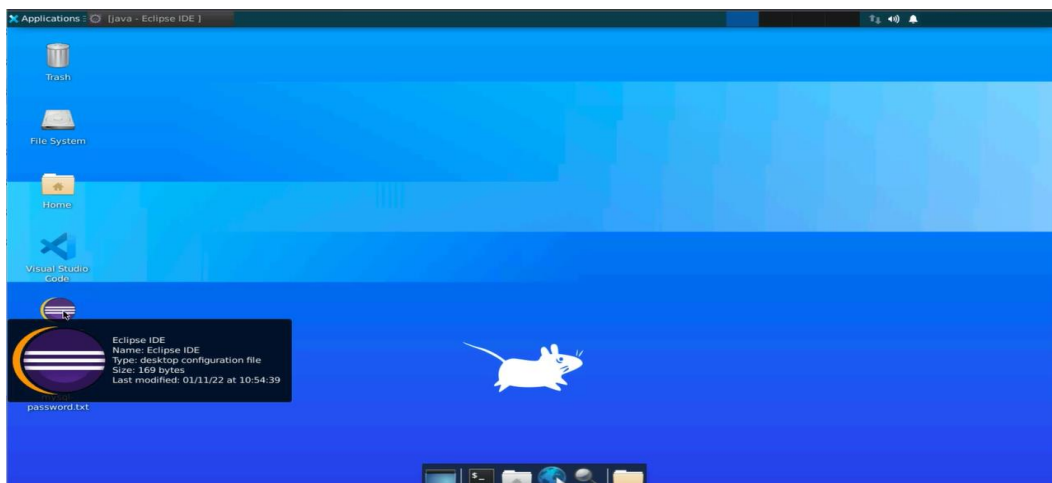 Applications
[java - Eclipse IDE ]
Trash
File System
Home
Visual Studio
Code
Eclipse IDE
Name: Eclipse IDE
Type: desktop configuration file
Size: 169 bytes
Last modified: 01/11/22 at 10:54:39
password.txt
$_